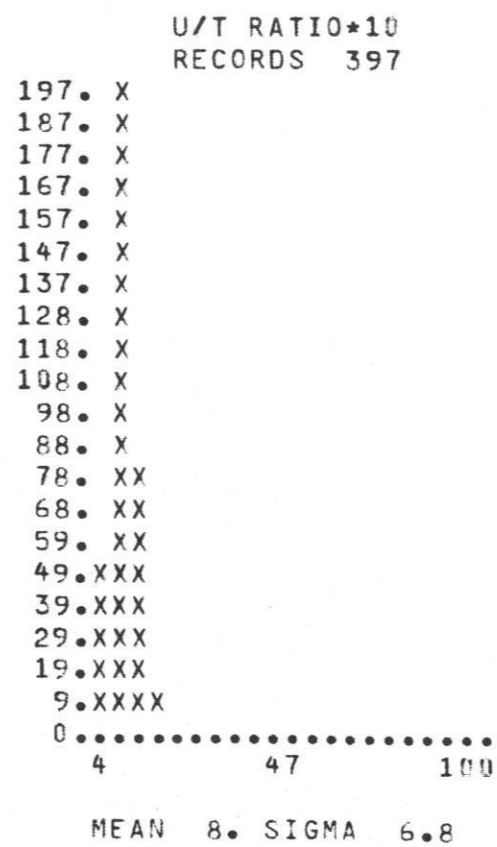 U/T RATIO*10
RECORDS 397
197. X
187. X
177. X
167. X
157. X
147. X
137. X
128. X
118. X
108. X
98. X
88. X
78. XX
68. XX
59. XX
49.XXX
39.XXX
29.XXX
19.XXX
9.XXXX
0......................
4 47 100
MEAN 8. SIGMA 6.8